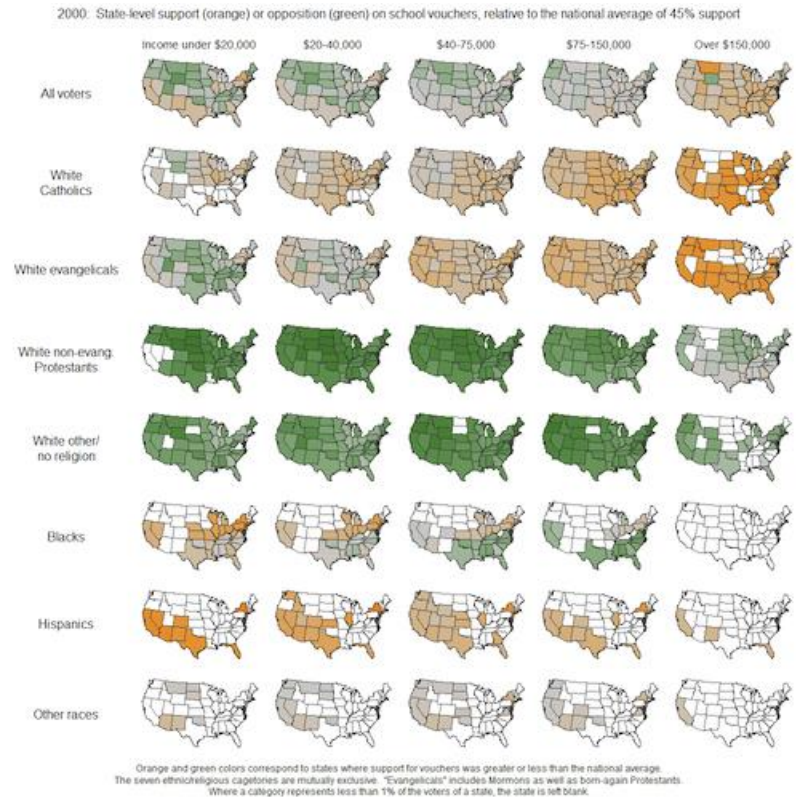 2000: State-level support (orange) or opposition (green) on school vouchers, relative to the national average of 45% support
Income under $20,000 $20-40,000 $40-75,000 $75-150,000 Over $150,000
All voters
White
Catholics
White evangelicals
White non-evang.
Protestants
White other/
no religion
Blacks
Hispanics
Other races
Orange and green colors correspond to states where support for vouchers was greater or less than the national average.
The seven ethnic/religious cagetories are mutually exclusive. "Evangelicals" includes Mormons as well as born-again Protestants.
Where a category represents less than 1% of the voters of a state, the state is left blank.